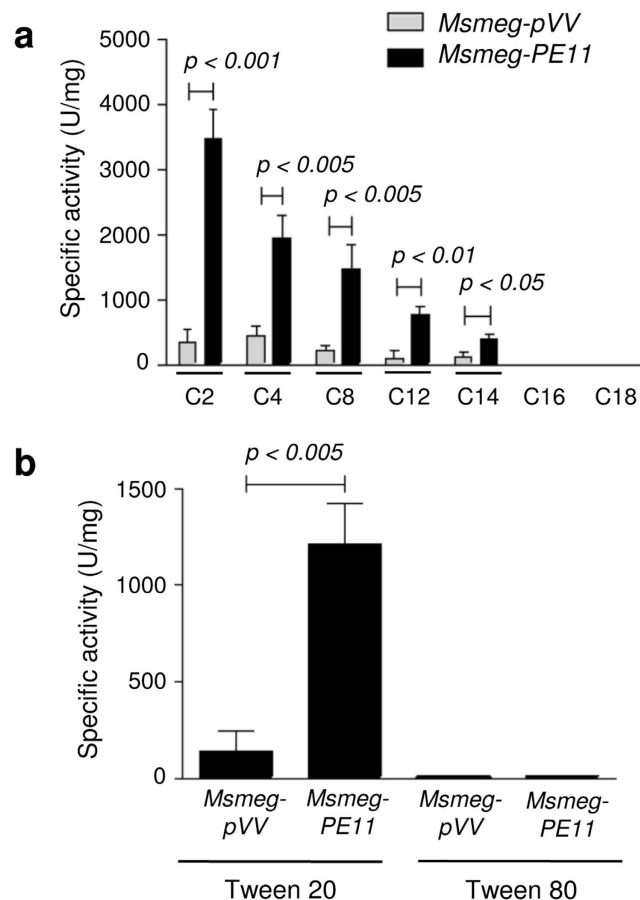 a
Msmeg-pVV
Msmeg-PE11
Specific activity (U/mg)
5000
4000
3000
2000
1000
0
p < 0.001
p < 0.005
p < 0.005
p < 0.01
p < 0.05
C2 C4 C8 C12 C14 C16 C18
b
Specific activity (U/mg)
1500
1000
500
0
p < 0.005
Msmeg- Msmeg- Msmeg- Msmeg-
pVV PE11 pVV PE11
Tween 20 Tween 80